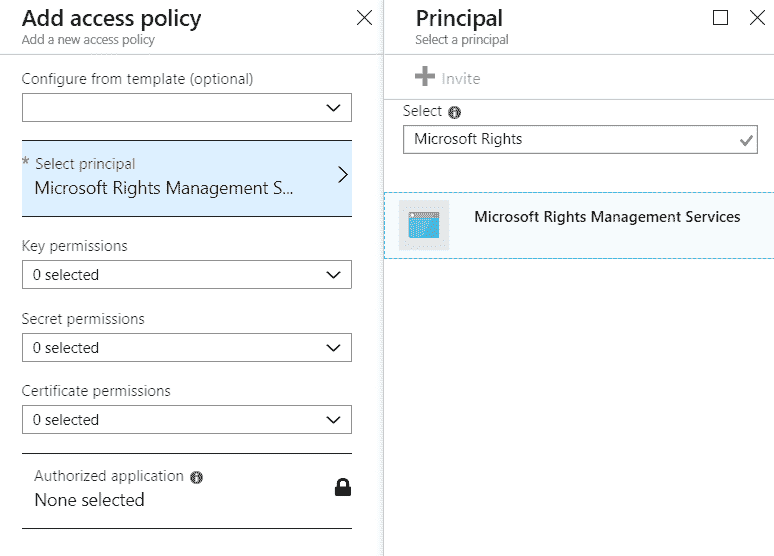 Add access policy
Add a new access policy
Configure from template (optional)
* Select principal
Microsoft Rights Management S...
Key permissions
0 selected
Secret permissions
0 selected
Certificate permissions
0 selected
Authorized application
None selected
Principal
Select a principal
Invite
Select
Microsoft Rights
Microsoft Rights Management Services